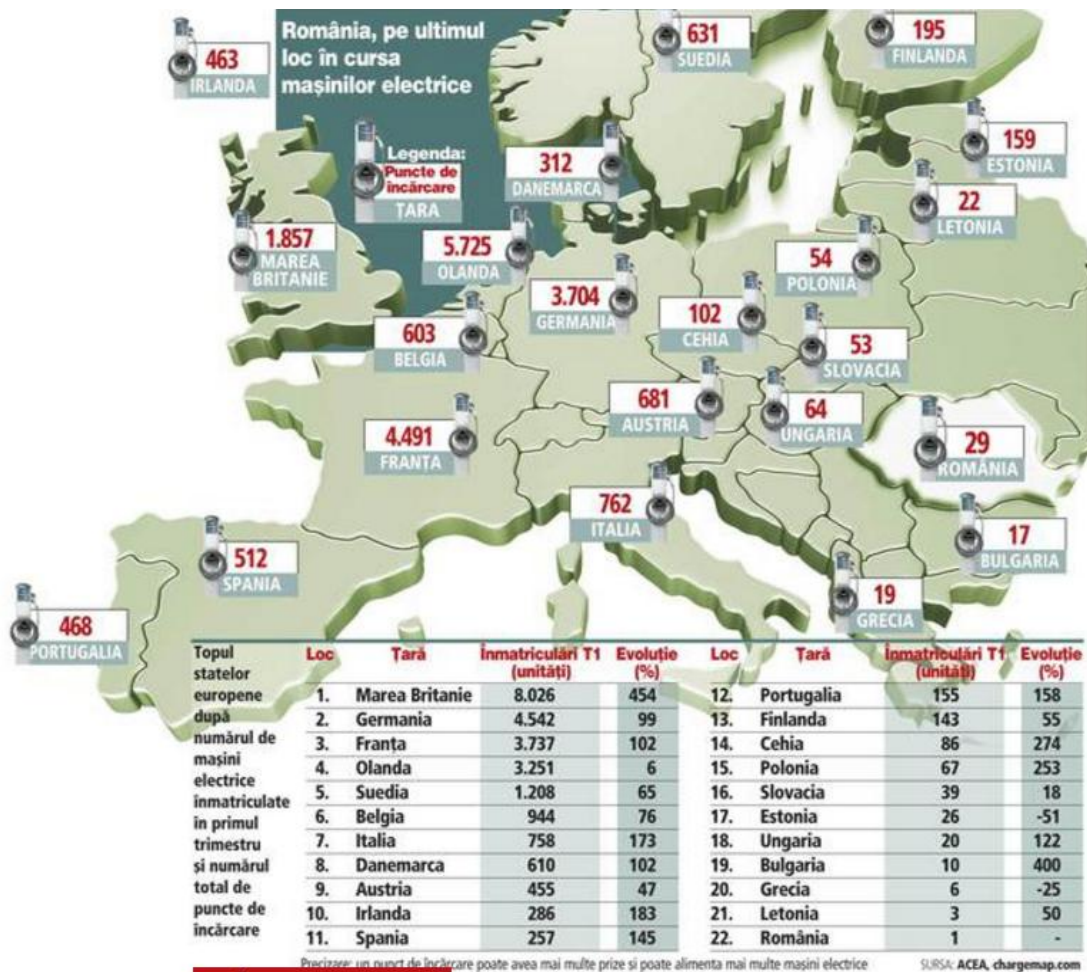 România, pe ultimul
loc în cursa
mașinilor electrice
Legenda:
Puncte de
încărcare
ȚARA
463
IRLANDA
631
SUEDIA
195
FINLANDA
312
DANEMARCA
159
ESTONIA
22
LETONIA
1.857
MAREA
BRITANIE
5.725
OLANDA
54
POLONIA
3.704
GERMANIA
102
CEHIA
603
BELGIA
53
SLOVACIA
681
AUSTRIA
64
UNGARIA
4.491
FRANȚA
29
ROMÂNIA
762
ITALIA
17
BULGARIA
512
SPANIA
19
GRECIA
468
PORTUGALIA
Topul
statelor
europene
după
numărul de
mașini
electrice
înmatriculate
în primul
trimestru
și numărul
total de
puncte de
încărcare
Loc Țară Înmatriculări T1 (unități) Evoluție (%)
1. Marea Britanie 8.026 454
2. Germania 4.542 99
3. Franța 3.737 102
4. Olanda 3.251 6
5. Suedia 1.208 65
6. Belgia 944 76
7. Italia 758 173
8. Danemarca 610 102
9. Austria 455 47
10. Irlanda 286 183
11. Spania 257 145
Loc Țară Înmatriculări T1 (unități) Evoluție (%)
12. Portugalia 155 158
13. Finlanda 143 55
14. Cehia 86 274
15. Polonia 67 253
16. Slovacia 39 18
17. Estonia 26 -51
18. Ungaria 20 122
19. Bulgaria 10 400
20. Grecia 6 -25
21. Letonia 3 50
22. România 1 -
Precizare: un punct de încărcare poate avea mai multe prize și poate alimenta mai multe mașini electrice
SURSA: ACEA, chargemap.com